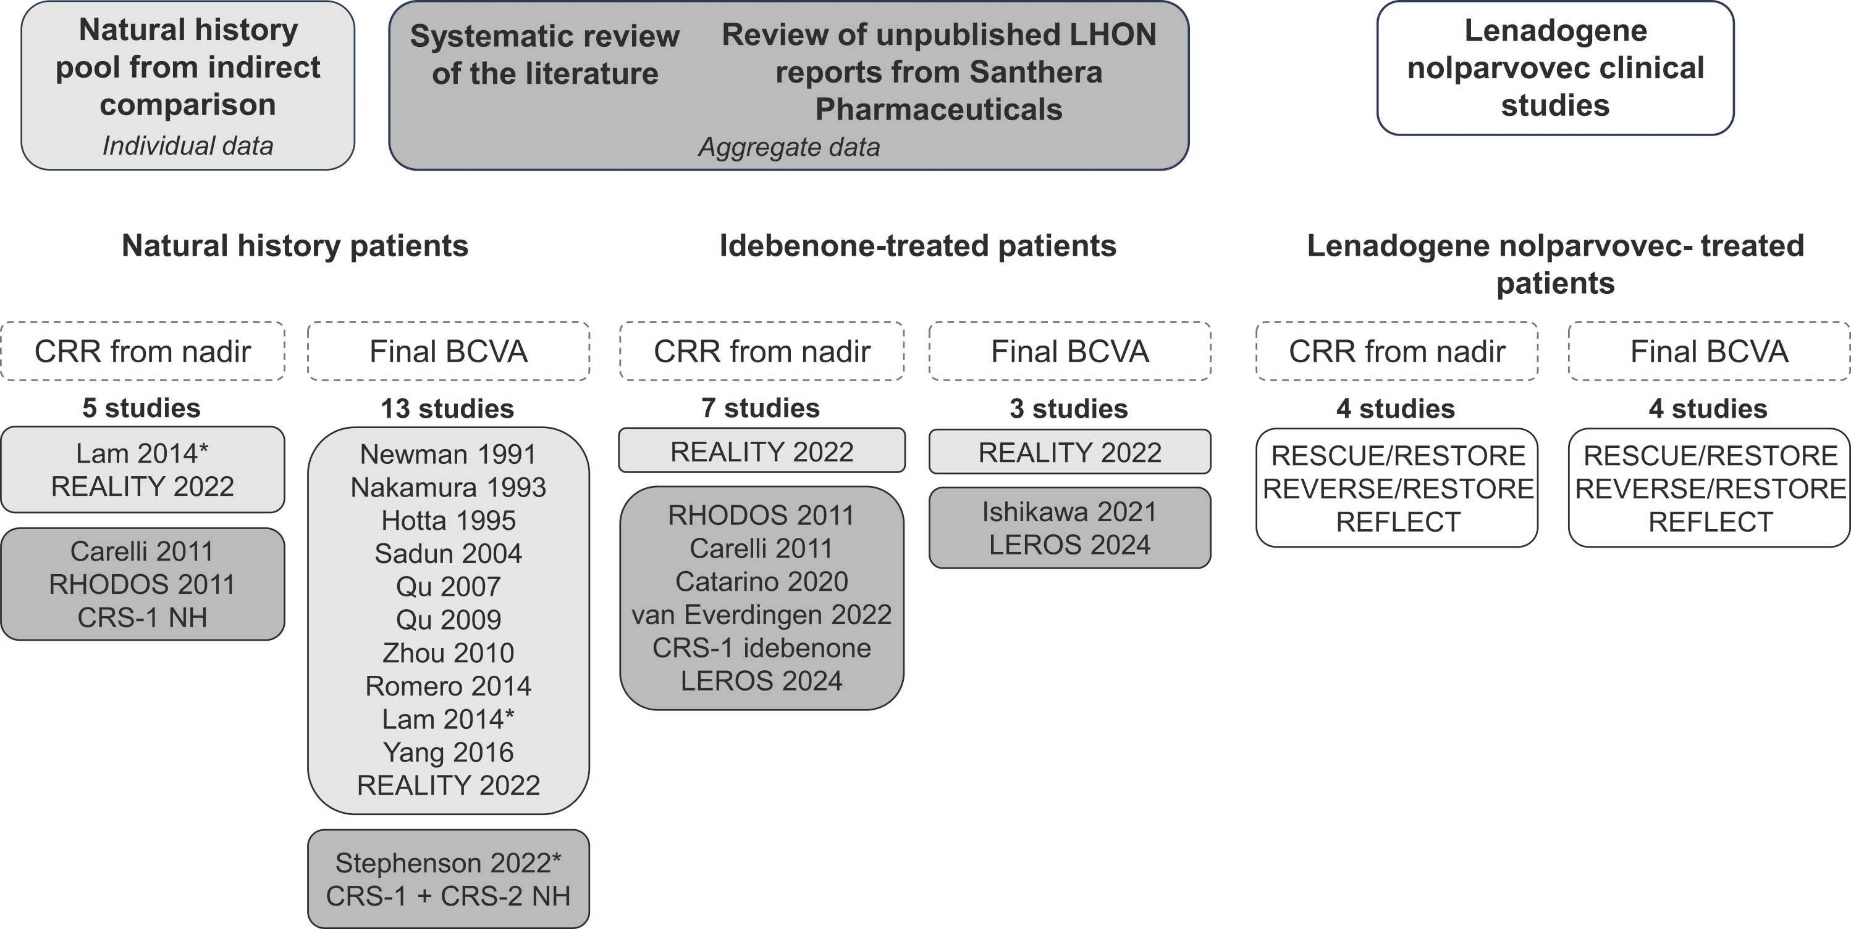 Natural history
pool from indirect
comparison
Individual data
Systematic review
of the literature
Review of unpublished LHON
reports from Santhera
Pharmaceuticals
Aggregate data
Lenadogene
nolparvovec clinical
studies
Natural history patients
Idebenone-treated patients
Lenadogene nolparvovec- treated
patients
CRR from nadir
5 studies
Lam 2014*
REALITY 2022
Carelli 2011
RHODOS 2011
CRS-1 NH
Final BCVA
13 studies
Newman 1991
Nakamura 1993
Hotta 1995
Sadun 2004
Qu 2007
Qu 2009
Zhou 2010
Romero 2014
Lam 2014*
Yang 2016
REALITY 2022
Stephenson 2022*
CRS-1 + CRS-2 NH
CRR from nadir
7 studies
REALITY 2022
RHODOS 2011
Carelli 2011
Catarino 2020
van Everdingen 2022
CRS-1 idebenone
LEROS 2024
Final BCVA
3 studies
REALITY 2022
Ishikawa 2021
LEROS 2024
CRR from nadir
4 studies
RESCUE/RESTORE
REVERSE/RESTORE
REFLECT
Final BCVA
4 studies
RESCUE/RESTORE
REVERSE/RESTORE
REFLECT